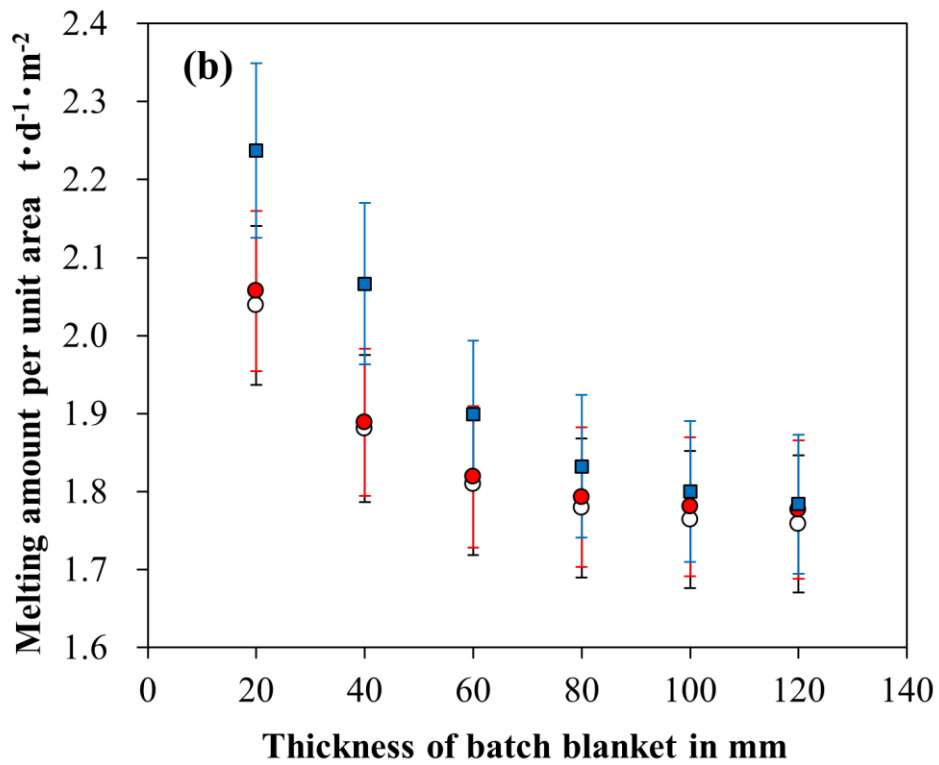 (b)
Melting amount per unit area t·d⁻¹·m⁻²
2.4
2.3
2.2
2.1
2.0
1.9
1.8
1.7
1.6
0 20 40 60 80 100 120 140
Thickness of batch blanket in mm